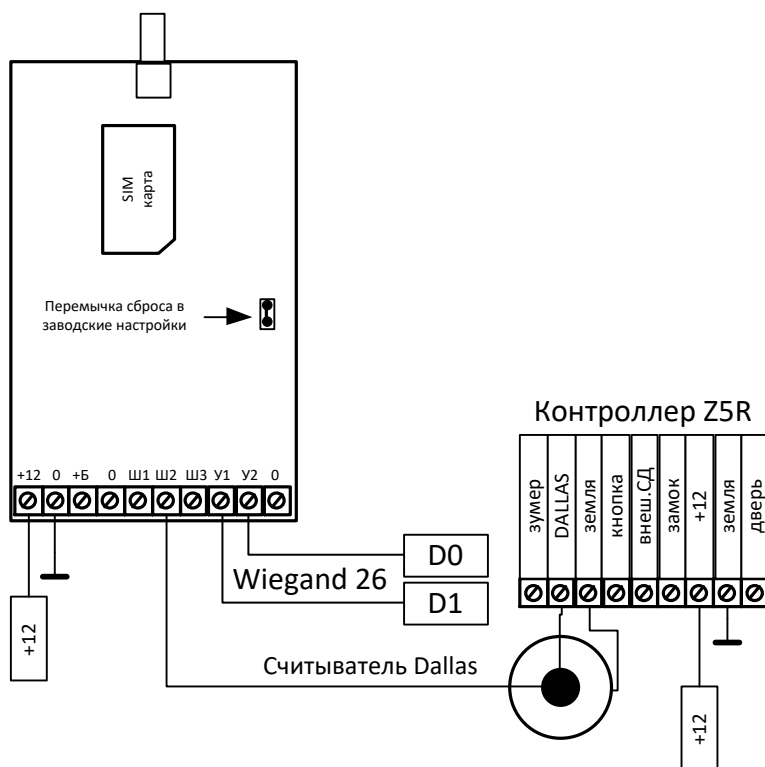 SIM
карта
Перемычка сброса в
заводские настройки
Контроллер Z5R
+12 0 +Б 0 Ш1 Ш2 Ш3 У1 У2 0
зумер
DALLAS
земля
кнопка
внеш.СД
замок
+12
земля
дверь
D0
Wiegand 26
D1
+12
Считыватель Dallas
+12